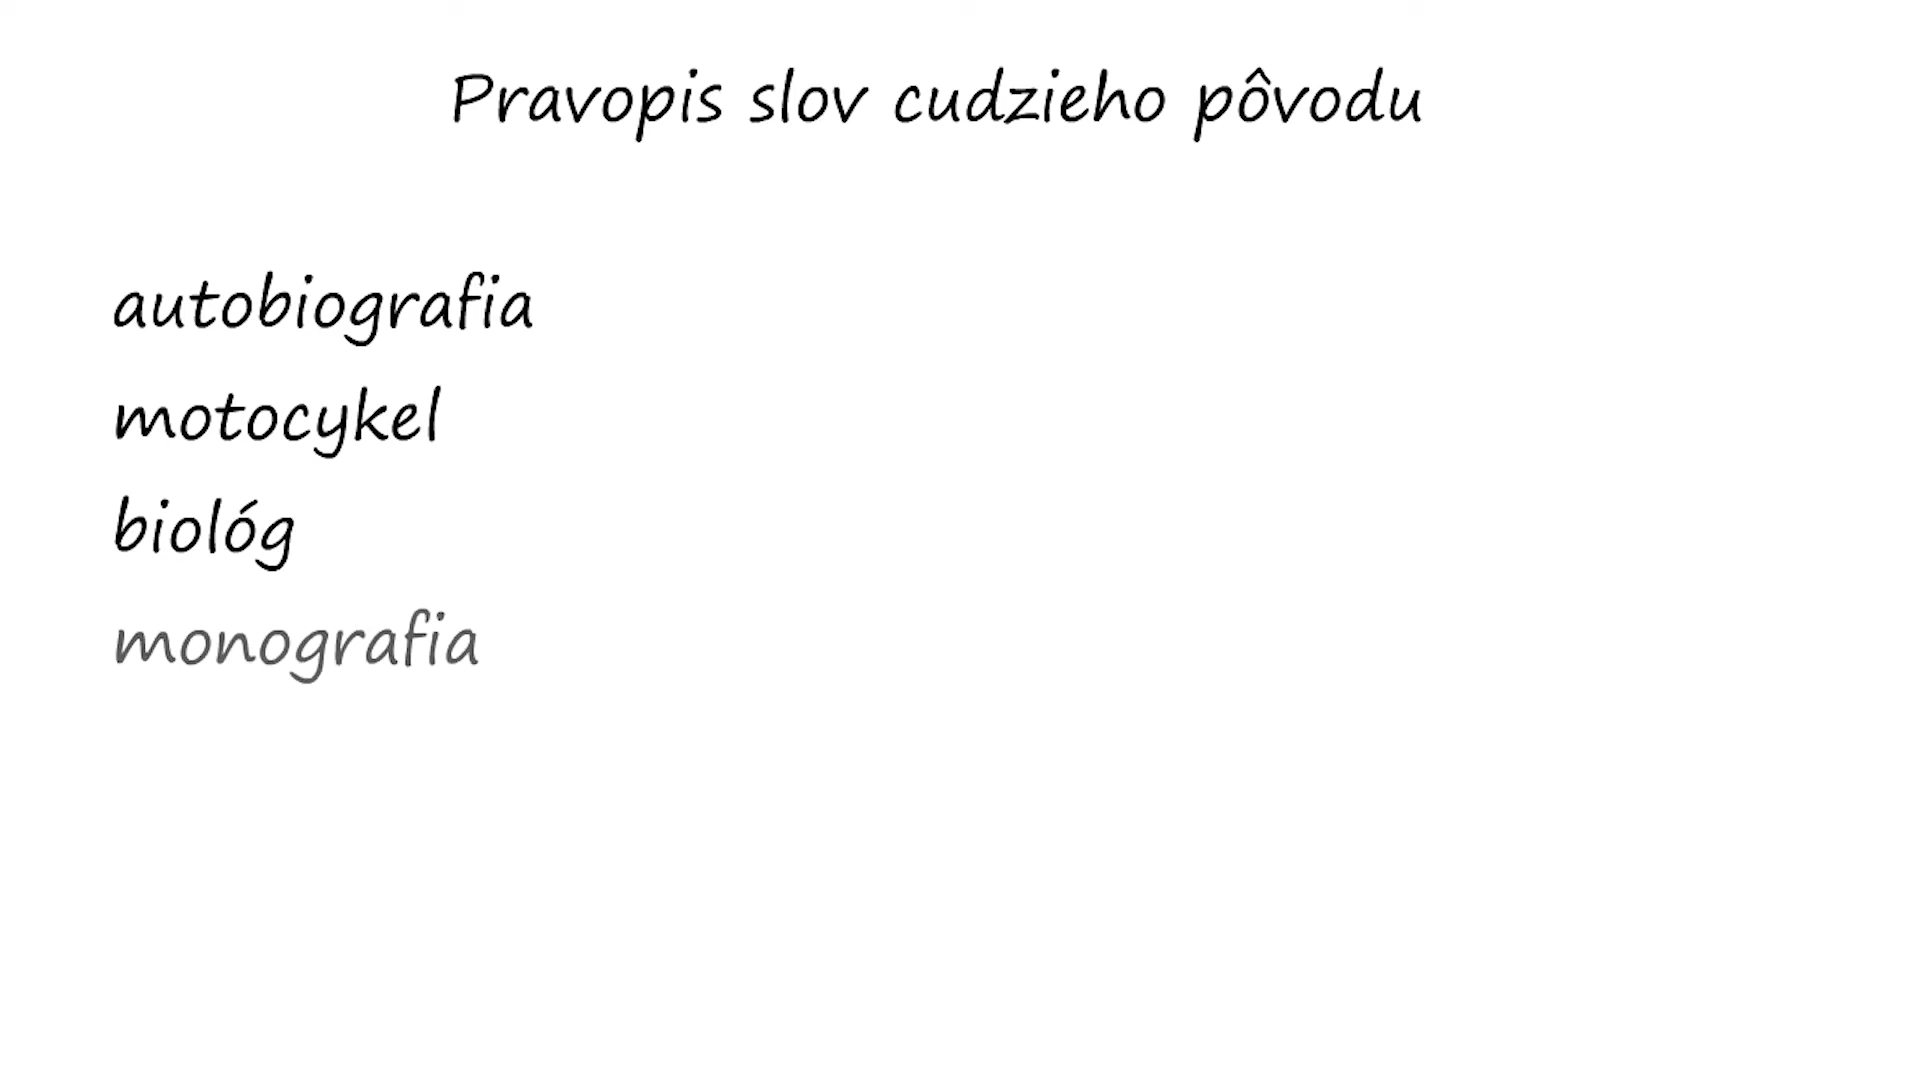 Pravopis slov cudzieho pôvodu
autobiografia
motocykel
biológ
monografia